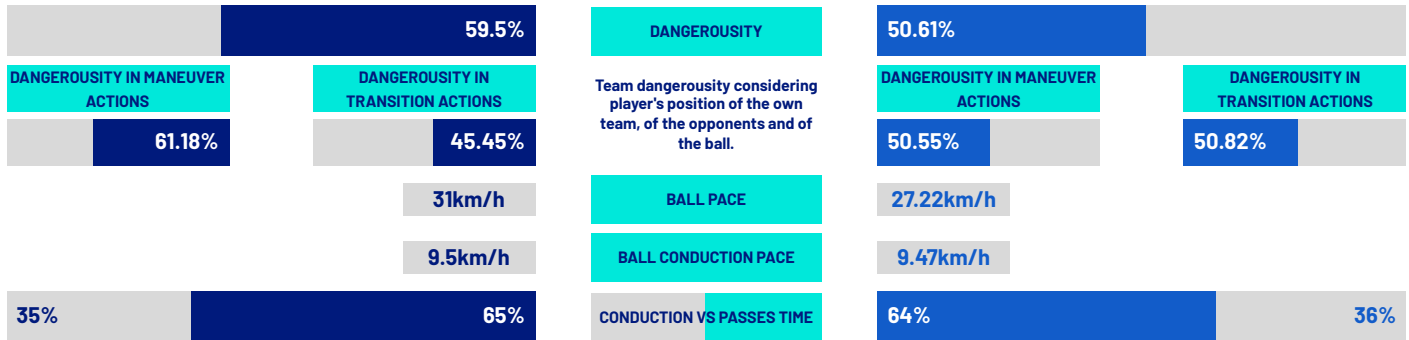 59.5%
DANGEROUSITY
50.61%
DANGEROUSITY IN MANEUVER
ACTIONS
DANGEROUSITY IN
TRANSITION ACTIONS
Team dangerousity considering
player's position of the own
team, of the opponents and of
the ball.
DANGEROUSITY IN MANEUVER
ACTIONS
DANGEROUSITY IN
TRANSITION ACTIONS
61.18%
45.45%
50.55%
50.82%
31km/h
BALL PACE
27.22km/h
9.5km/h
BALL CONDUCTION PACE
9.47km/h
35%
65%
CONDUCTION VS PASSES TIME
64%
36%